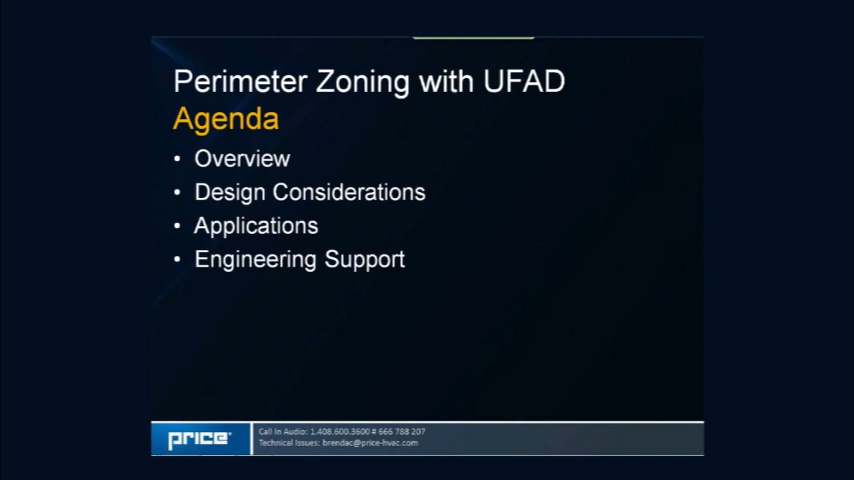 Perimeter Zoning with UFAD
Agenda
• Overview
• Design Considerations
• Applications
• Engineering Support
price
Call In Audio: 1.408.600.3600 # 666 788 207
Technical Issues: brendac@price-hvac.com